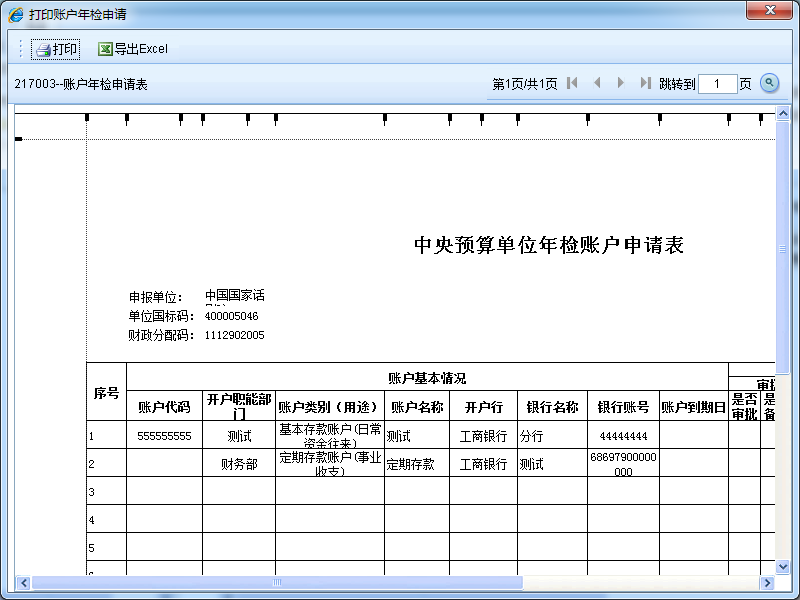 打印账户年检申请
打印 导出Excel
217003--账户年检申请表 第1页/共1页 跳转到 1 页
中央预算单位年检账户申请表
申报单位： 中国国家话
单位国标码： 400005046
财政分配码： 1112902005
序号 账户基本情况
账户代码 开户职能部门 账户类别（用途） 账户名称 开户行 银行名称 银行账号 账户到期日 是否审批
1 555555555 测试 基本存款账户(日常资金往来) 测试 工商银行 分行 44444444
2 财务部 定期存款账户(事业收支) 定期存款 工商银行 测试 68697900000000
3
4
5